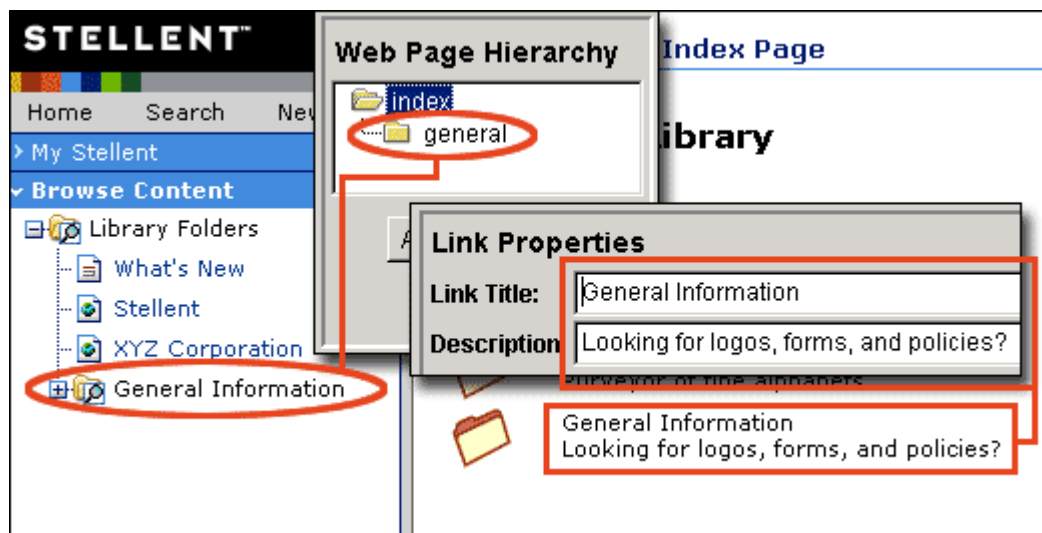 STELLENT™
Home Search
My Stellent
Browse Content
Library Folders
What's New
Stellent
XYZ Corporation
General Information
Web Page Hierarchy
index
general
Index Page
Link Properties
Link Title: General Information
Description Looking for logos, forms, and policies?
General Information
Looking for logos, forms, and policies?